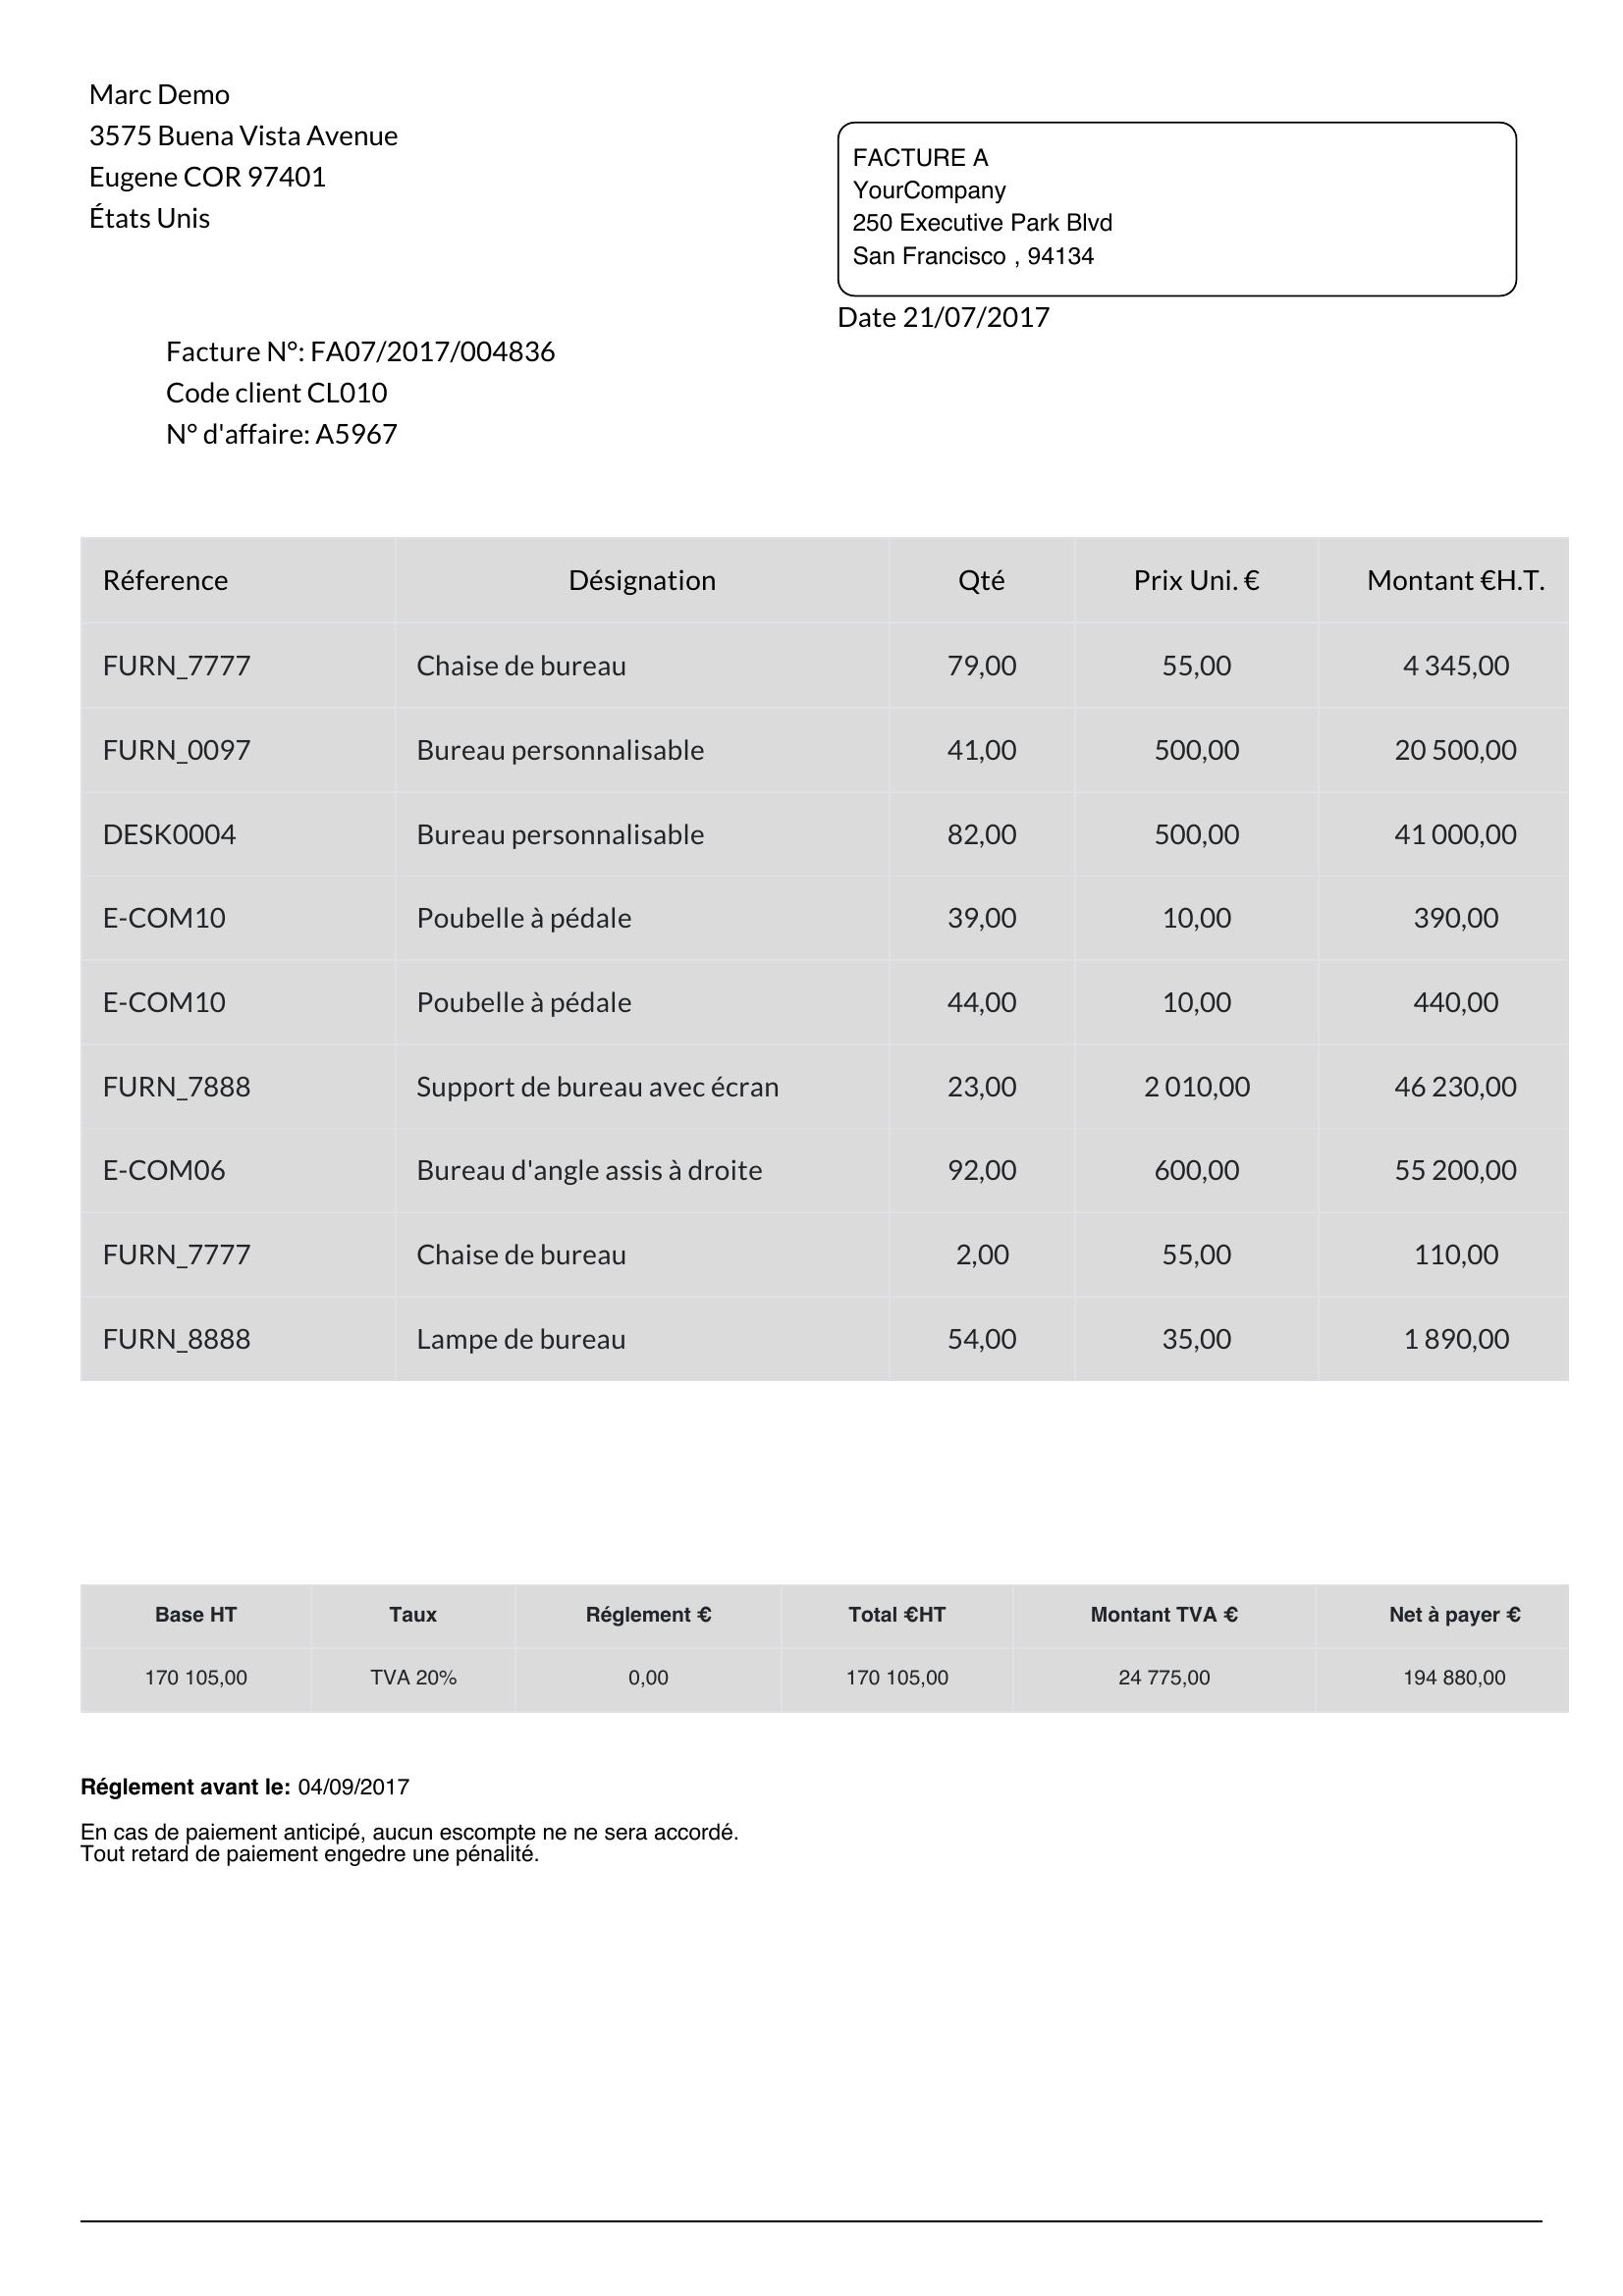 Marc Demo
3575 Buena Vista Avenue
Eugene COR 97401
États Unis
FACTURE A
YourCompany
250 Executive Park Blvd
San Francisco , 94134
Date 21/07/2017
Facture N°: FA07/2017/004836
Code client CL010
N° d'affaire: A5967
Réference Désignation Qté Prix Uni. € Montant €H.T.
FURN_7777 Chaise de bureau 79,00 55,00 4 345,00
FURN_0097 Bureau personnalisable 41,00 500,00 20 500,00
DESK0004 Bureau personnalisable 82,00 500,00 41 000,00
E-COM10 Poubelle à pédale 39,00 10,00 390,00
E-COM10 Poubelle à pédale 44,00 10,00 440,00
FURN_7888 Support de bureau avec écran 23,00 2 010,00 46 230,00
E-COM06 Bureau d'angle assis à droite 92,00 600,00 55 200,00
FURN_7777 Chaise de bureau 2,00 55,00 110,00
FURN_8888 Lampe de bureau 54,00 35,00 1 890,00
Base HT Taux Réglement € Total €HT Montant TVA € Net à payer €
170 105,00 TVA 20% 0,00 170 105,00 24 775,00 194 880,00
Réglement avant le: 04/09/2017
En cas de paiement anticipé, aucun escompte ne ne sera accordé.
Tout retard de paiement engedre une pénalité.